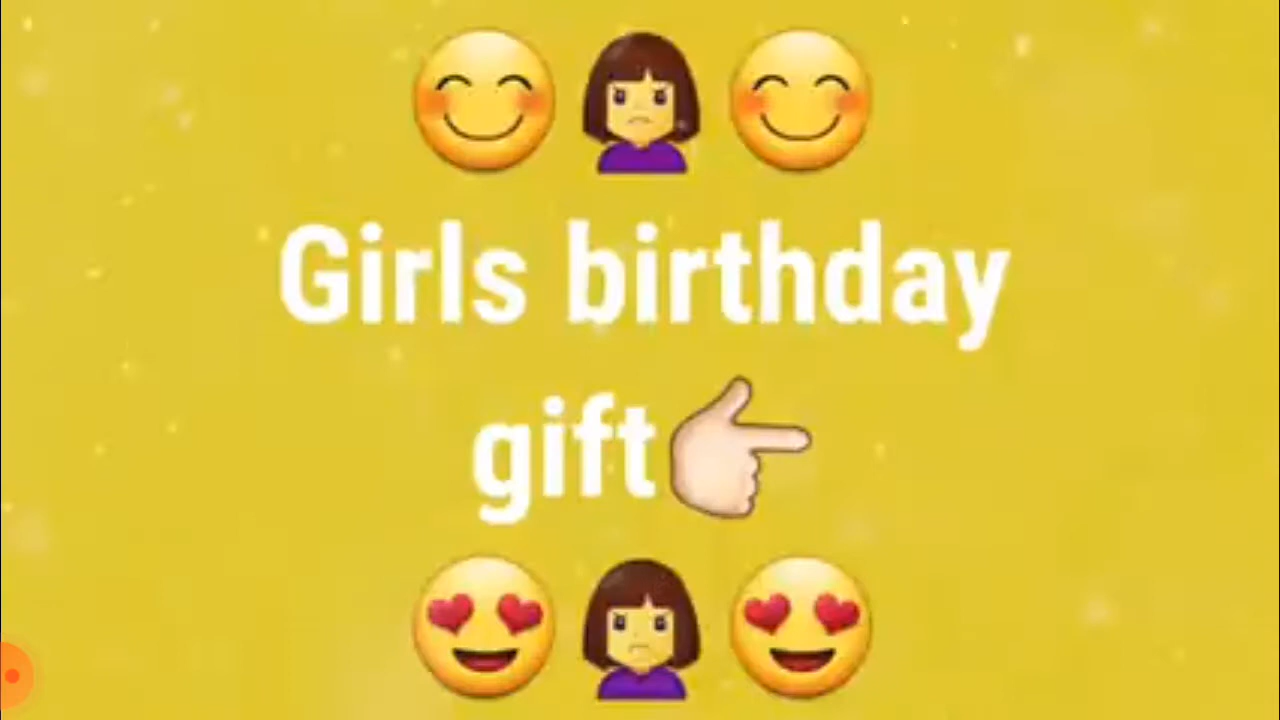 😊🙎‍♀️😊
Girls birthday
gift👉
😍🙎‍♀️😍